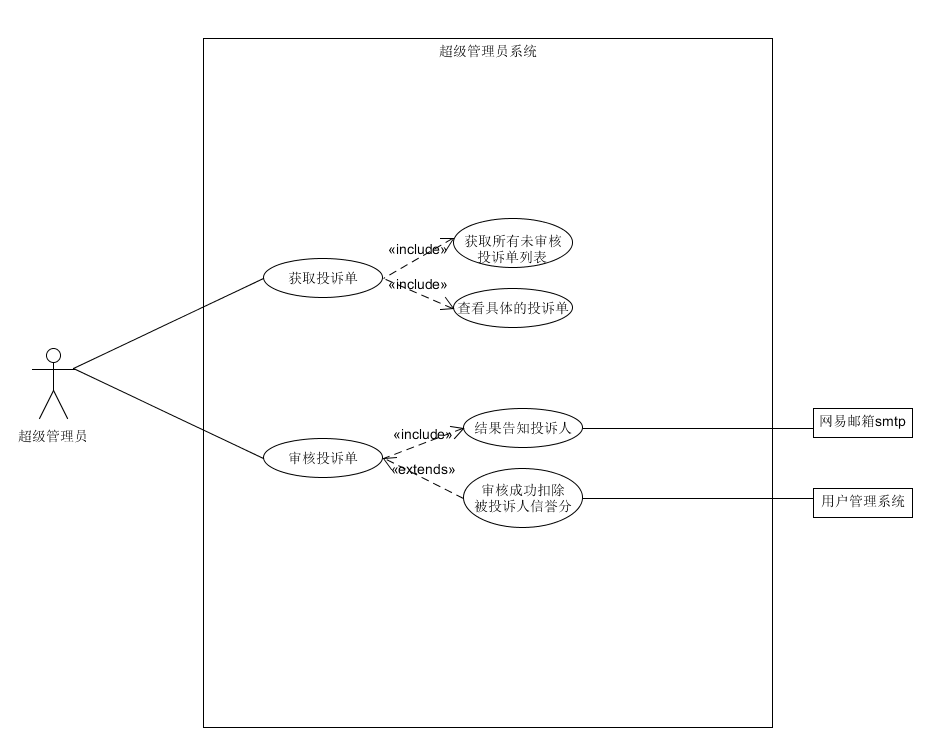 超级管理员系统
获取所有未审核
投诉单列表
«include»
获取投诉单
«include»
查看具体的投诉单
超级管理员
网易邮箱smtp
结果告知投诉人
«include»
审核投诉单
«extends»
审核成功扣除
被投诉人信誉分
用户管理系统